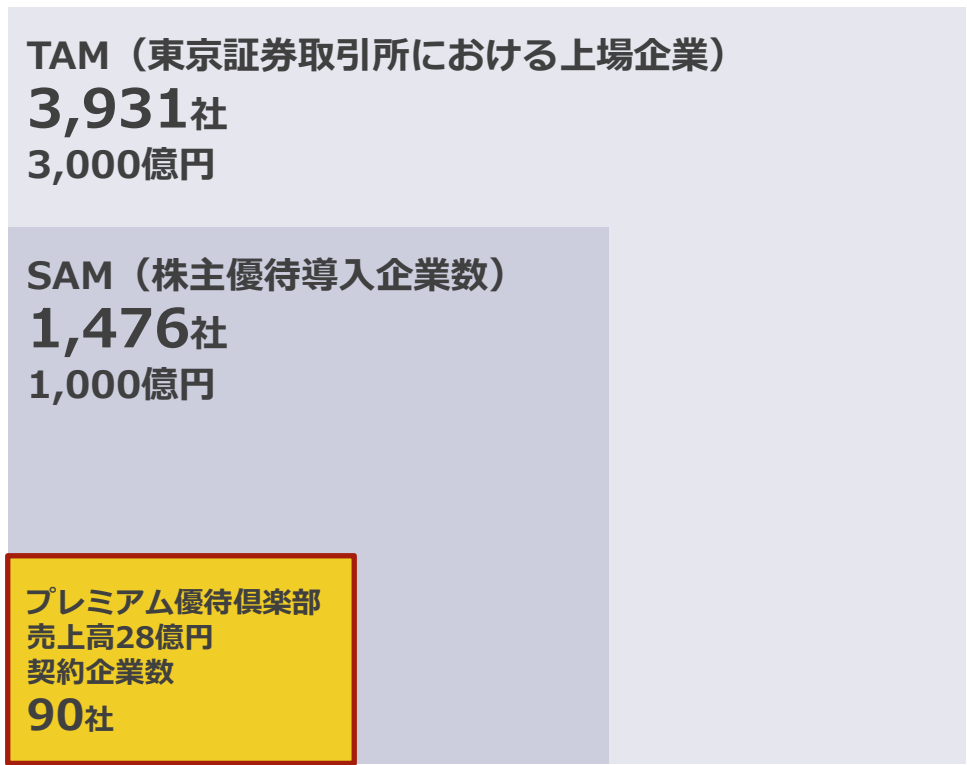 TAM（東京証券取引所における上場企業）
3,931社
3,000億円
SAM（株主優待導入企業数）
1,476社
1,000億円
プレミアム優待倶楽部
売上高28億円
契約企業数
90社